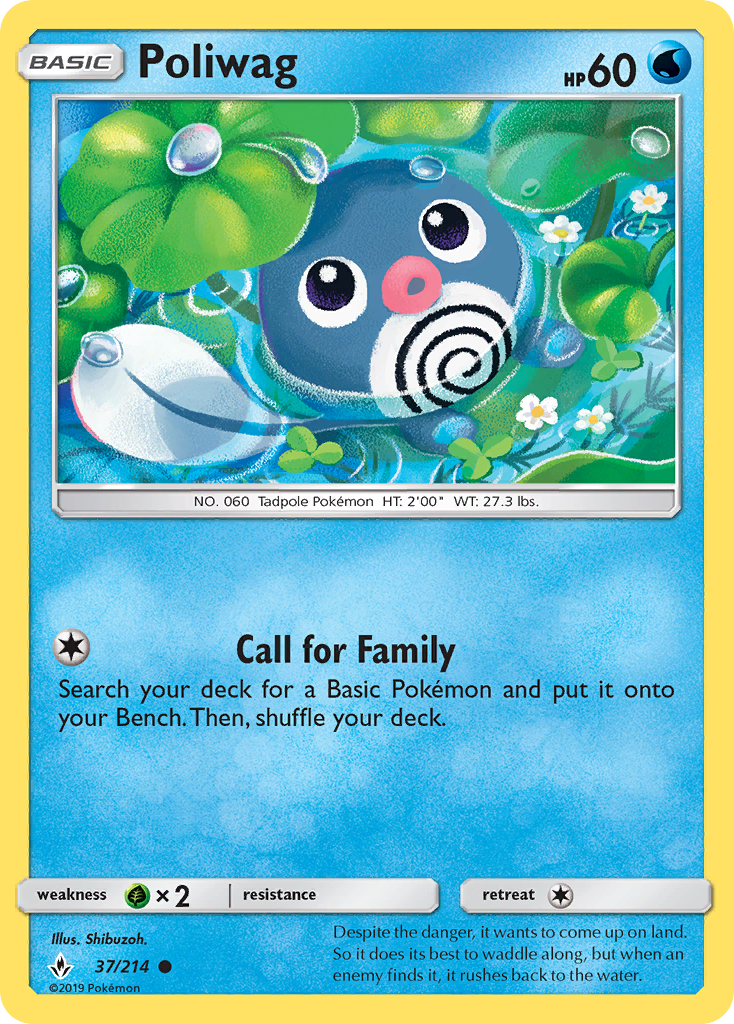 BASIC Poliwag HP60
NO. 060 Tadpole Pokémon HT: 2'00" WT: 27.3 lbs.
Call for Family
Search your deck for a Basic Pokémon and put it onto
your Bench. Then, shuffle your deck.
weakness ×2 resistance retreat
Illus. Shibuzoh.
37/214
©2019 Pokémon
Despite the danger, it wants to come up on land.
So it does its best to waddle along, but when an
enemy finds it, it rushes back to the water.